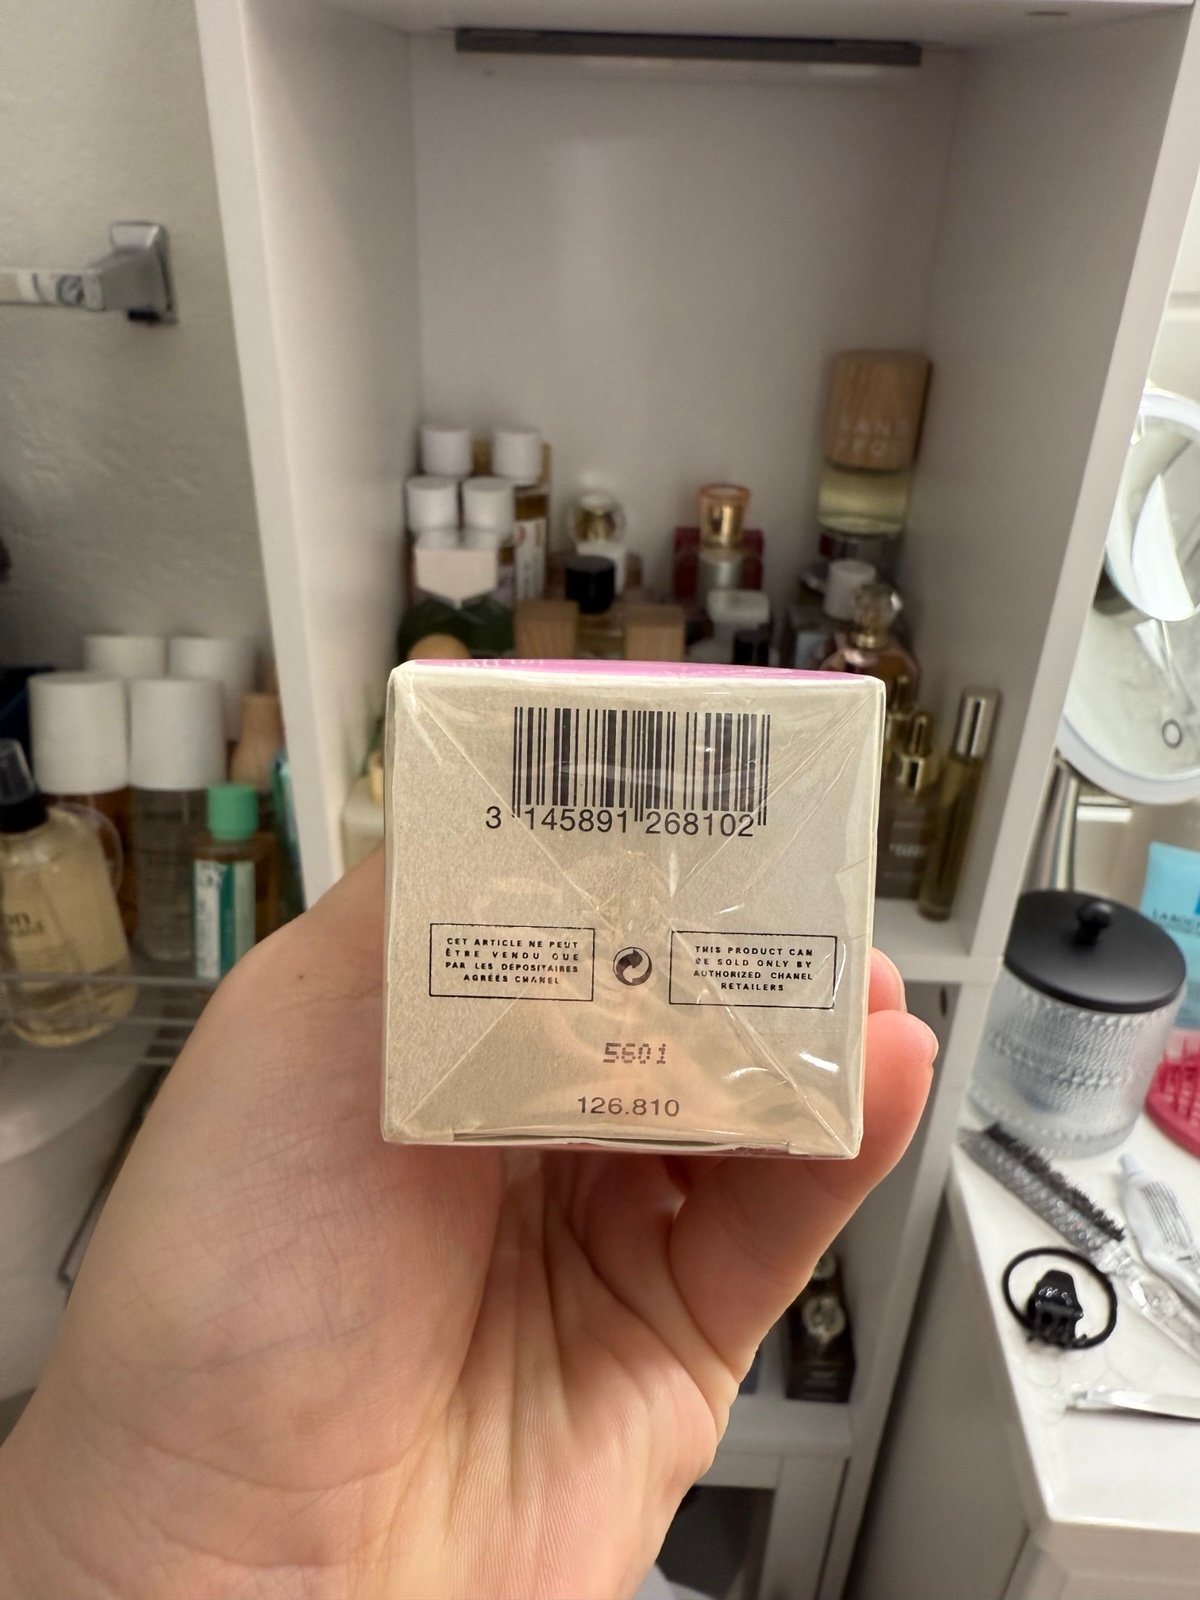 3 145891 268102
CET ARTICLE NE PEUT
ÊTRE VENDU QUE
PAR LES DÉPOSITAIRES
AGRÉÉS CHANEL
THIS PRODUCT CAN
BE SOLD ONLY BY
AUTHORIZED CHANEL
RETAILERS
5601
126.810